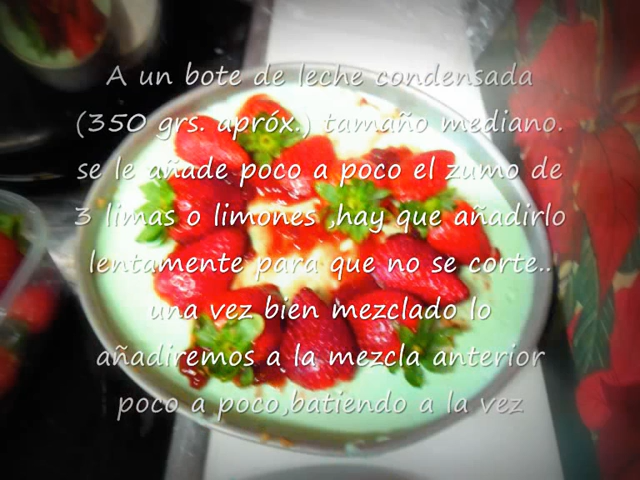 A un bote de leche condensada
(350 grs. apróx.) tamaño mediano.
se le añade poco a poco el zumo de
3 limas o limones ,hay que añadirlo
lentamente para que no se corte..
una vez bien mezclado lo
añadiremos a la mezcla anterior
poco a poco,batiendo a la vez